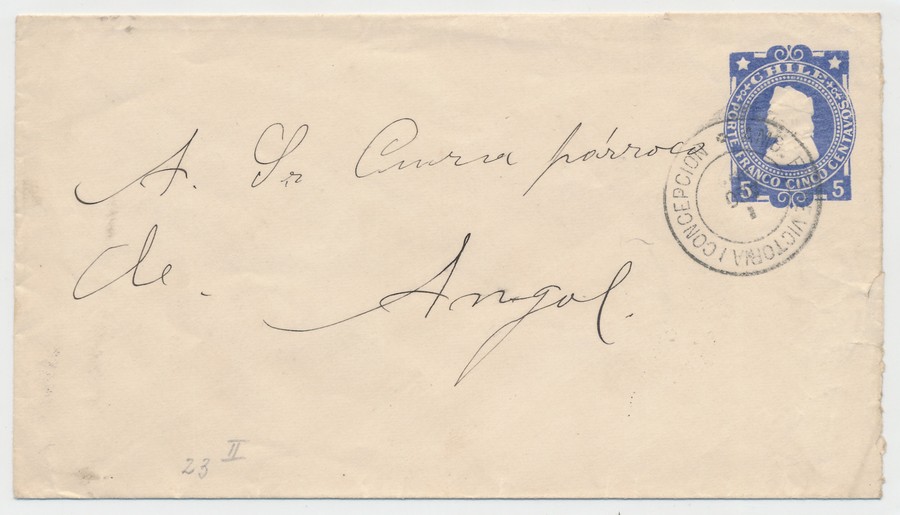 CHILE
PORTE FRANCO CINCO CENTAVOS
5 5
VICTORIA I CONCEPCION
A. Sr Cura párroco
de. Angol.
23 II